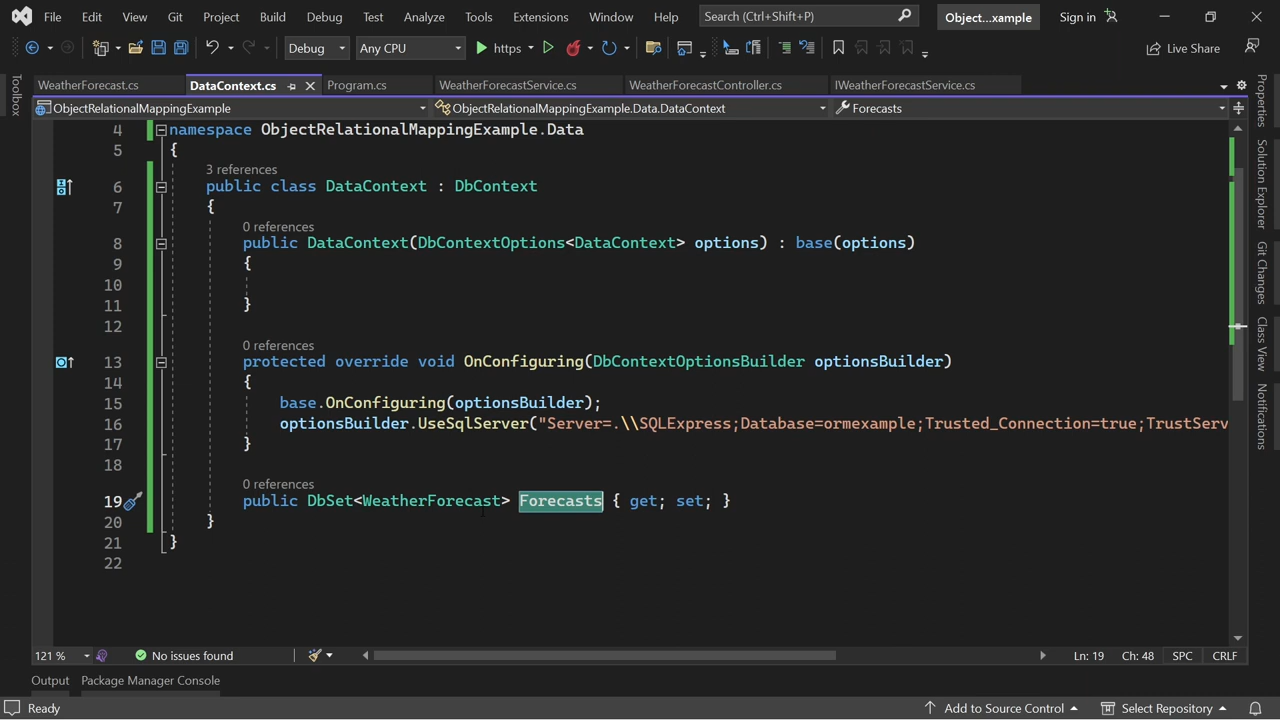 File Edit View Git Project Build Debug Test Analyze Tools Extensions Window Help Search (Ctrl+Shift+P) Object...xample Sign in
Debug Any CPU https Live Share
WeatherForecast.cs DataContext.cs Program.cs WeatherForecastService.cs WeatherForecastController.cs IWeatherForecastService.cs
ObjectRelationalMappingExample ObjectRelationalMappingExample.Data.DataContext Forecasts
Toolbox
Properties
Solution Explorer
Git Changes
Class View
Notifications
4 namespace ObjectRelationalMappingExample.Data
5 {
3 references
6 public class DataContext : DbContext
7 {
0 references
8 public DataContext(DbContextOptions<DataContext> options) : base(options)
9 {
10
11 }
12
0 references
13 protected override void OnConfiguring(DbContextOptionsBuilder optionsBuilder)
14 {
15 base.OnConfiguring(optionsBuilder);
16 optionsBuilder.UseSqlServer("Server=.\\SQLExpress;Database=ormexample;Trusted_Connection=true;TrustServ
17 }
18
0 references
19 public DbSet<WeatherForecast> Forecasts { get; set; }
20 }
21 }
22
121 % No issues found Ln: 19 Ch: 48 SPC CRLF
Output Package Manager Console
Ready Add to Source Control Select Repository